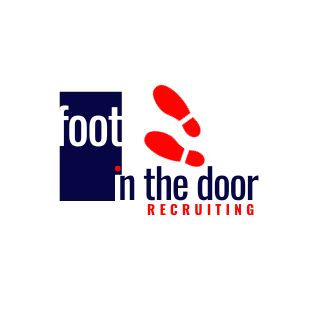 foot
in the door
RECRUITING